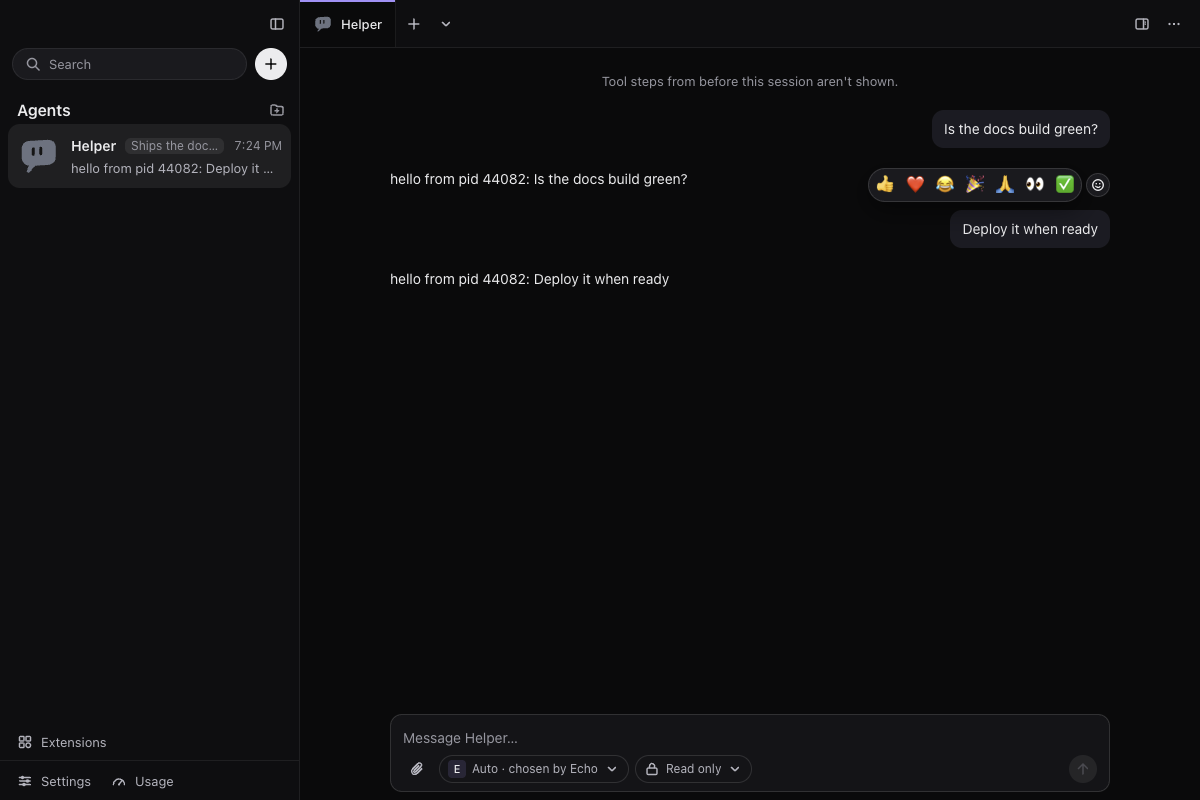 Helper
Search
Agents
Helper
Ships the doc...
7:24 PM
hello from pid 44082: Deploy it ...
Tool steps from before this session aren't shown.
Is the docs build green?
hello from pid 44082: Is the docs build green?
Deploy it when ready
hello from pid 44082: Deploy it when ready
Extensions
Settings
Usage
Message Helper...
E
Auto · chosen by Echo
Read only